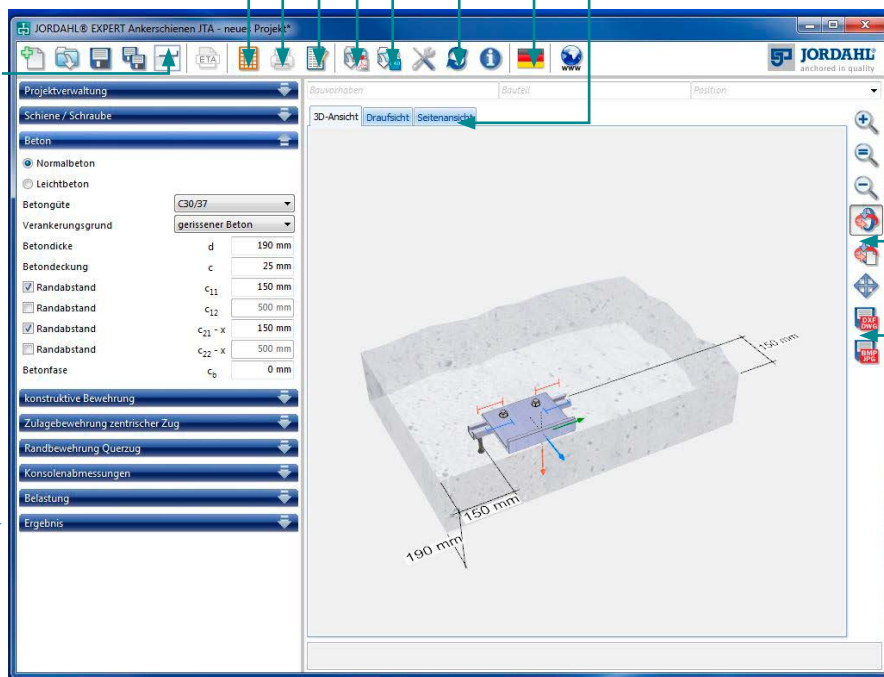 JORDAHL® EXPERT Ankerschienen JTA - neues Projekt*
ETA
www
JORDAHL®
anchored in quality
Projektverwaltung
Bauvorhaben
Bauteil
Position
Schiene / Schraube
3D-Ansicht
Draufsicht
Seitenansicht
Beton
Normalbeton
Leichtbeton
Betongüte C30/37
Verankerungsgrund gerissener Beton
Betondicke d 190 mm
Betondeckung c 25 mm
Randabstand c11 150 mm
Randabstand c12 500 mm
Randabstand c21 - x 150 mm
Randabstand c22 - x 500 mm
Betonfase cb 0 mm
konstruktive Bewehrung
Zulagebewehrung zentrischer Zug
Randbewehrung Querzug
Konsolenabmessungen
Belastung
Ergebnis
150 mm
150 mm
190 mm
DXF
DWG
BMP
JPG